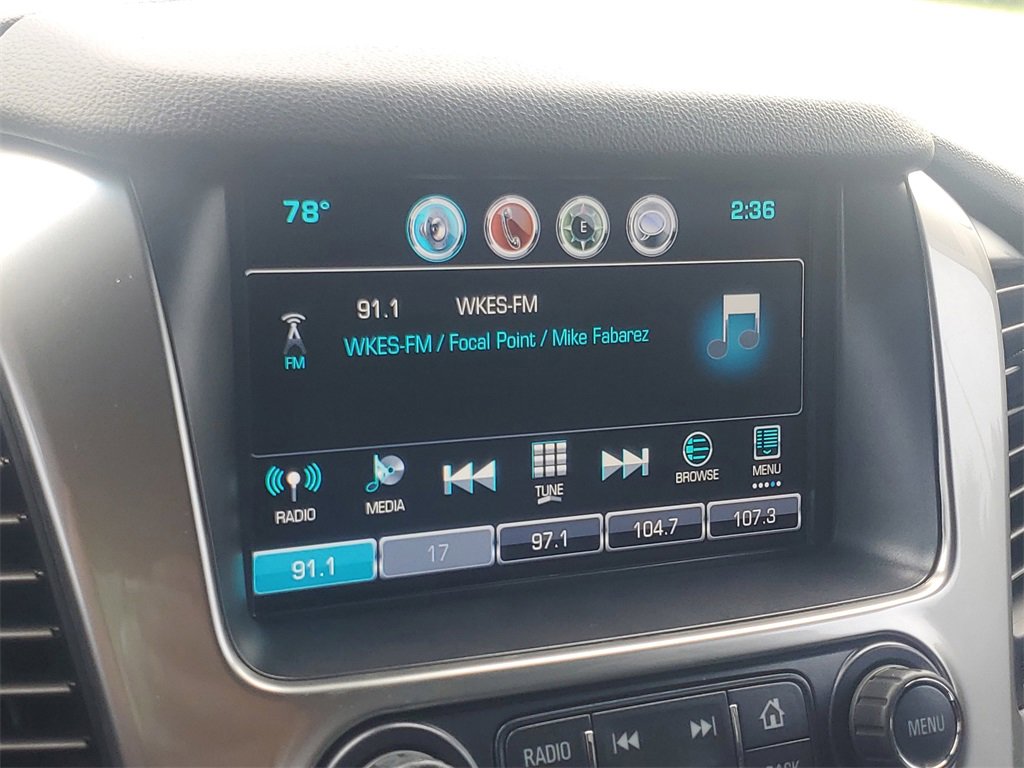 78° E 2:36
91.1 WKES-FM
WKES-FM / Focal Point / Mike Fabarez
FM
RADIO MEDIA TUNE BROWSE MENU
91.1 17 97.1 104.7 107.3
RADIO MENU
BACK